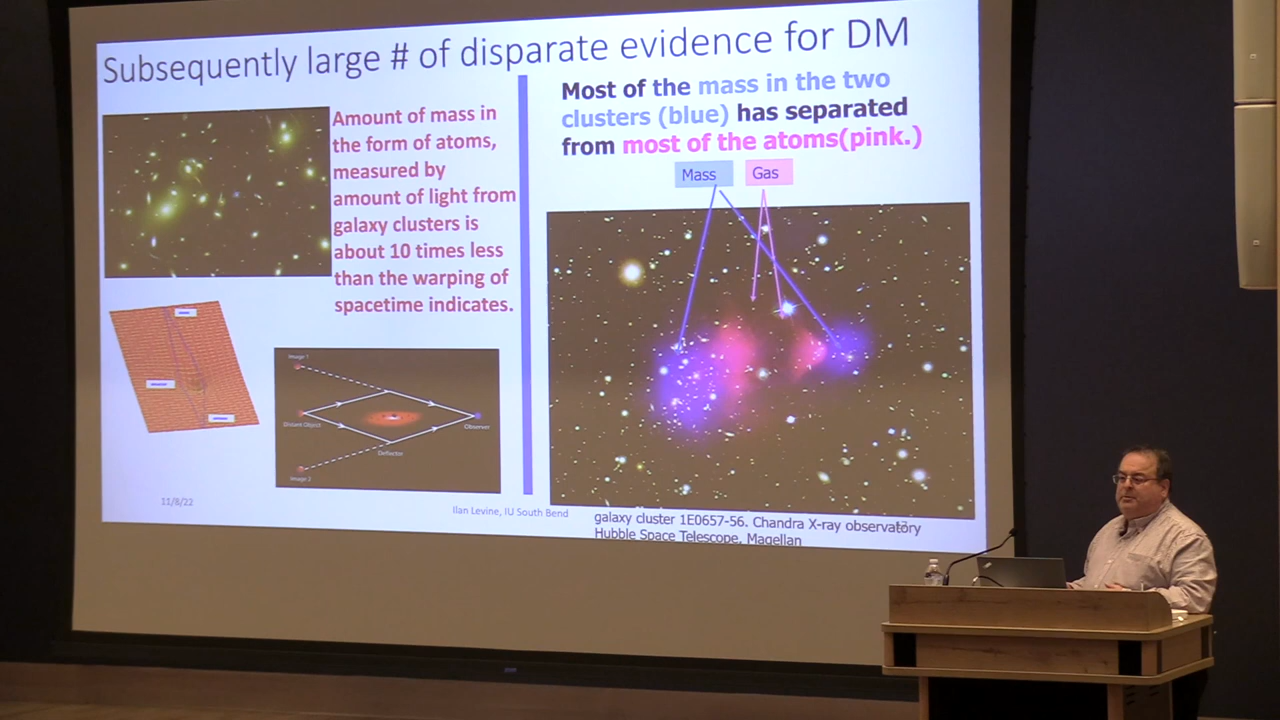 Subsequently large # of disparate evidence for DM
Amount of mass in
the form of atoms,
measured by
amount of light from
galaxy clusters is
about 10 times less
than the warping of
spacetime indicates.
Image 1
Distant Object
Observer
Deflector
Image 2
11/8/22
Ilan Levine, IU South Bend
Most of the mass in the two
clusters (blue) has separated
from most of the atoms(pink.)
Mass
Gas
galaxy cluster 1E0657-56. Chandra X-ray observatory
Hubble Space Telescope, Magellan